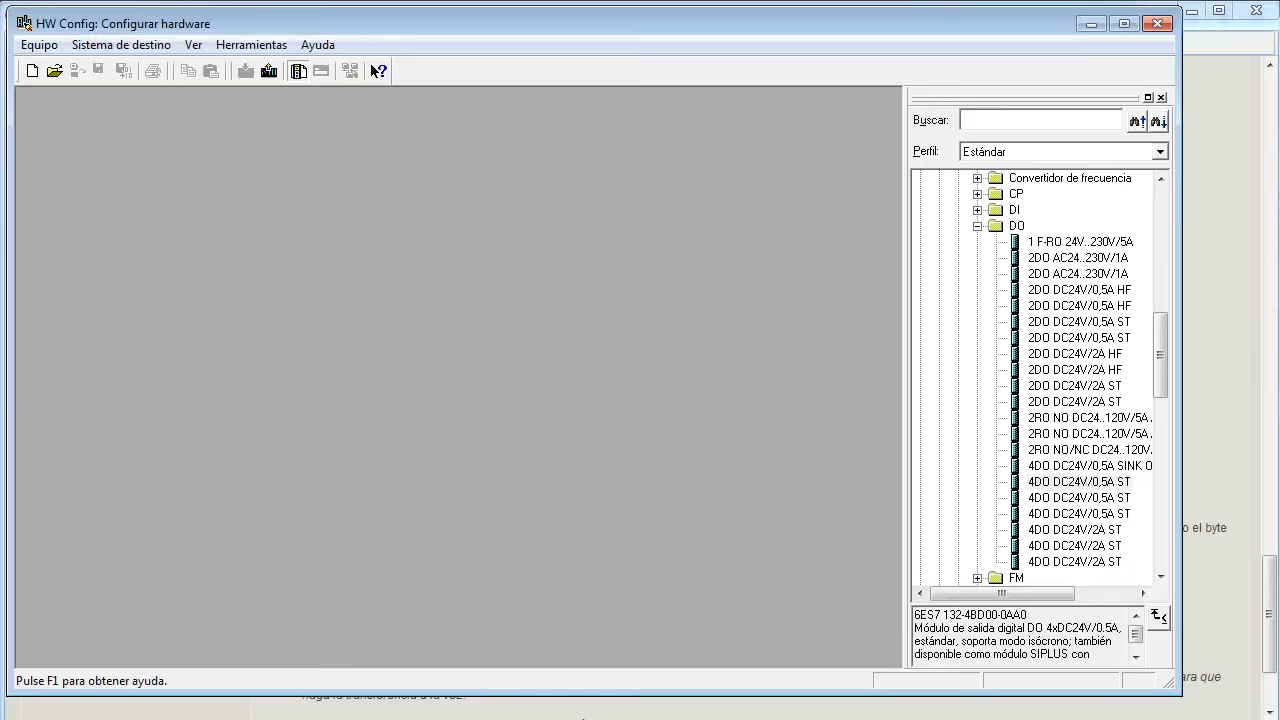 HW Config: Configurar hardware
Equipo Sistema de destino Ver Herramientas Ayuda
Buscar:
Perfil: Estándar
Convertidor de frecuencia
CP
DI
DO
1 F-RO 24V..230V/5A
2DO AC24..230V/1A
2DO AC24..230V/1A
2DO DC24V/0,5A HF
2DO DC24V/0,5A HF
2DO DC24V/0,5A ST
2DO DC24V/0,5A ST
2DO DC24V/2A HF
2DO DC24V/2A HF
2DO DC24V/2A ST
2DO DC24V/2A ST
2RO NO DC24..120V/5A
2RO NO DC24..120V/5A
2RO NO/NC DC24..120V
4DO DC24V/0,5A SINK O
4DO DC24V/0,5A ST
4DO DC24V/0,5A ST
4DO DC24V/0,5A ST
4DO DC24V/2A ST
4DO DC24V/2A ST
4DO DC24V/2A ST
FM
6ES7 132-4BD00-0AA0
Módulo de salida digital DO 4xDC24V/0.5A,
estándar, soporta modo isócrono; también
disponible como módulo SIPLUS con
Pulse F1 para obtener ayuda.
o el byte
ara que
haga la transferencia a la vez.